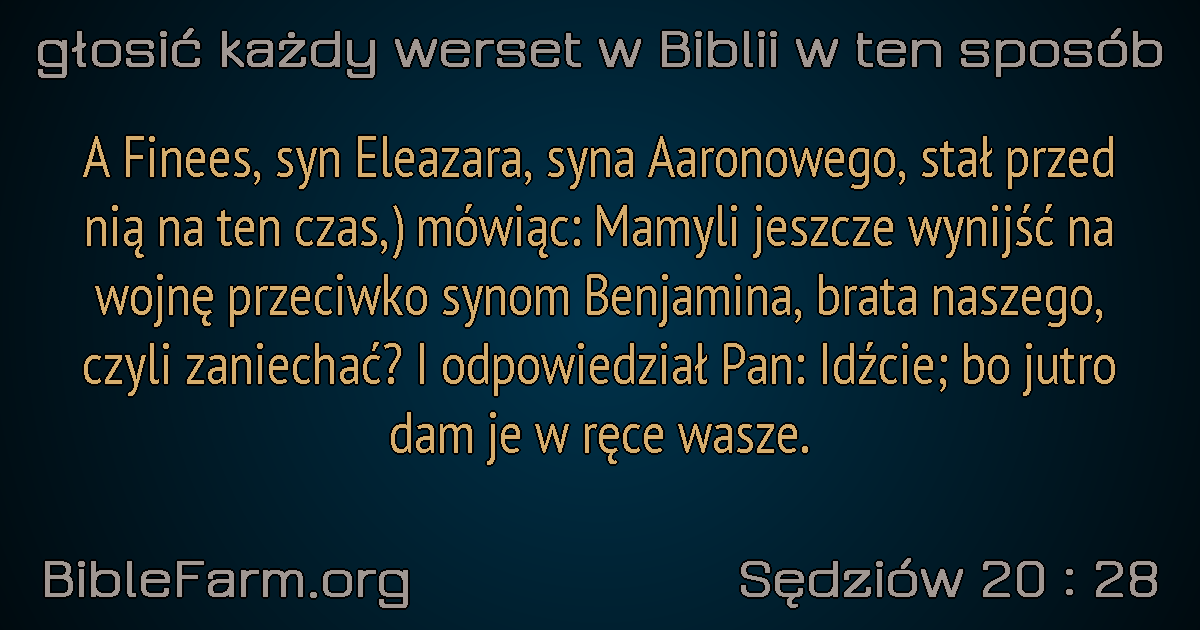 głosić każdy werset w Biblii w ten sposób
A Finees, syn Eleazara, syna Aaronowego, stał przed
nią na ten czas,) mówiąc: Mamyli jeszcze wynijść na
wojnę przeciwko synom Benjamina, brata naszego,
czyli zaniechać? I odpowiedział Pan: Idźcie; bo jutro
dam je w ręce wasze.
BibleFarm.org
Sędziów 20 : 28